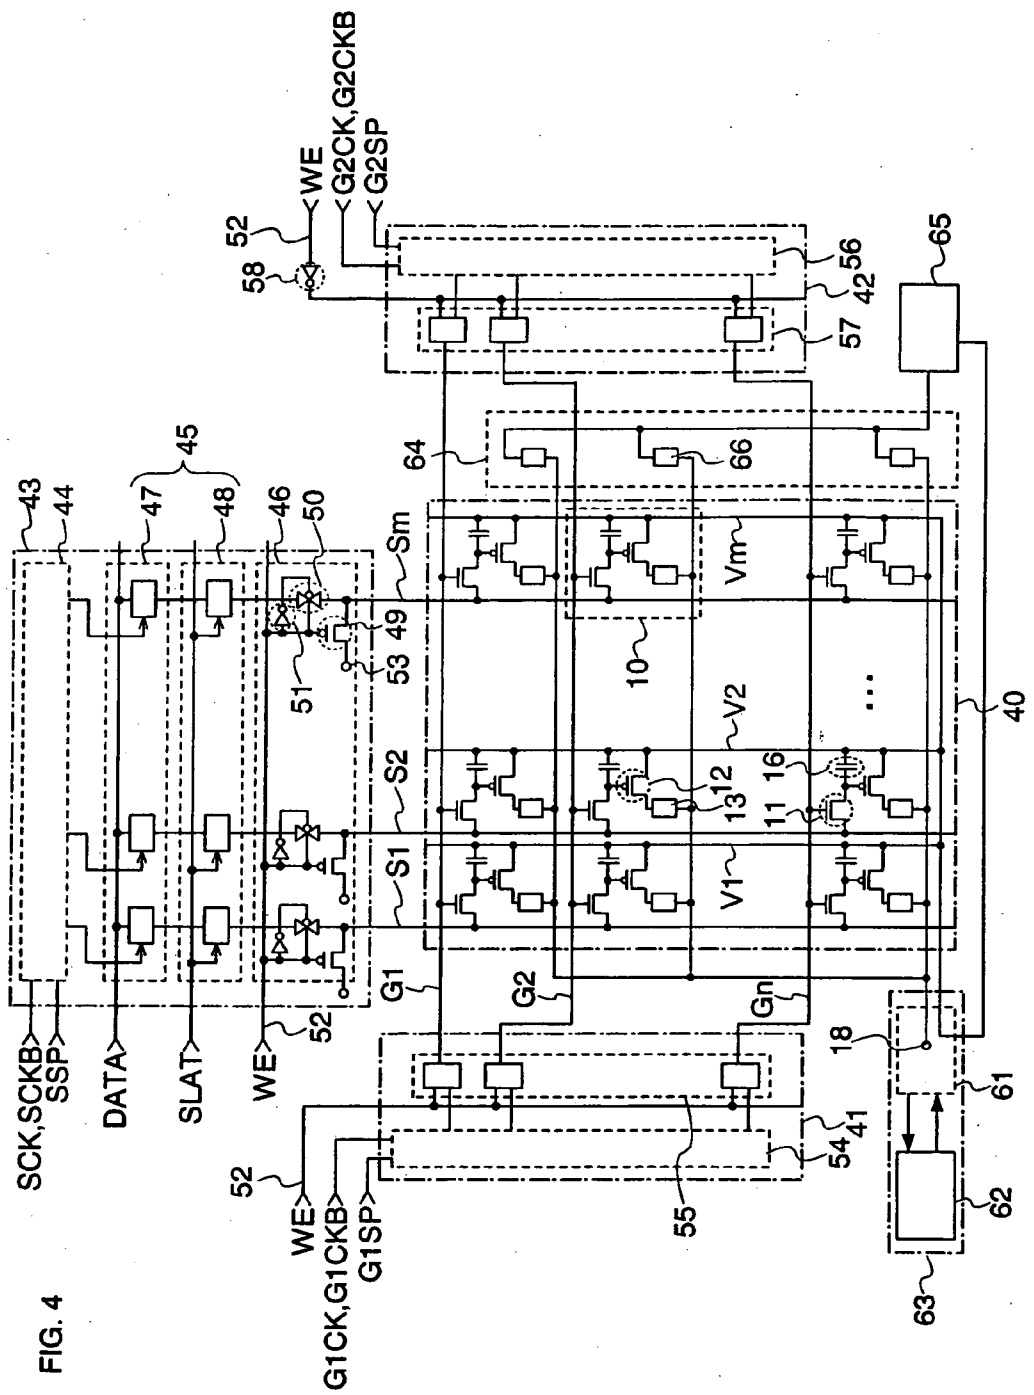 FIG. 4
SCK,SCKB
SSP
DATA
SLAT
WE
52
43
44
47
45
48
46
50
51
49
53
WE
52
58
G2CK,G2CKB
G2SP
56
42
57
WE
52
G1CK,G1CKB
G1SP
54
41
55
G1
G2
Gn
S1
S2
Sm
V1
V2
Vm
10
11
12
13
16
...
40
64
66
65
18
61
62
63